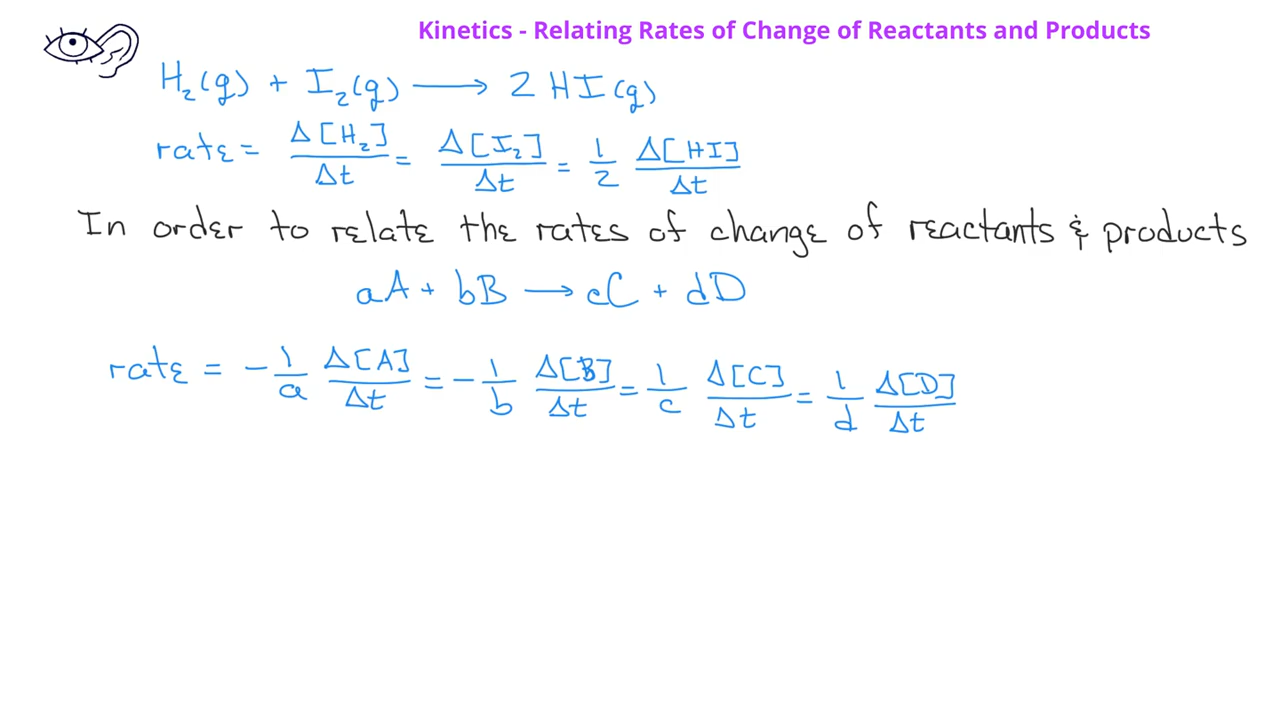 Kinetics - Relating Rates of Change of Reactants and Products
H₂(g) + I₂(g) ⟶ 2 HI(g)
rate = Δ[H₂]/Δt = Δ[I₂]/Δt = 1/2 Δ[HI]/Δt
In order to relate the rates of change of reactants & products
aA + bB ⟶ cC + dD
rate = -1/a Δ[A]/Δt = -1/b Δ[B]/Δt = 1/c Δ[C]/Δt = 1/d Δ[D]/Δt